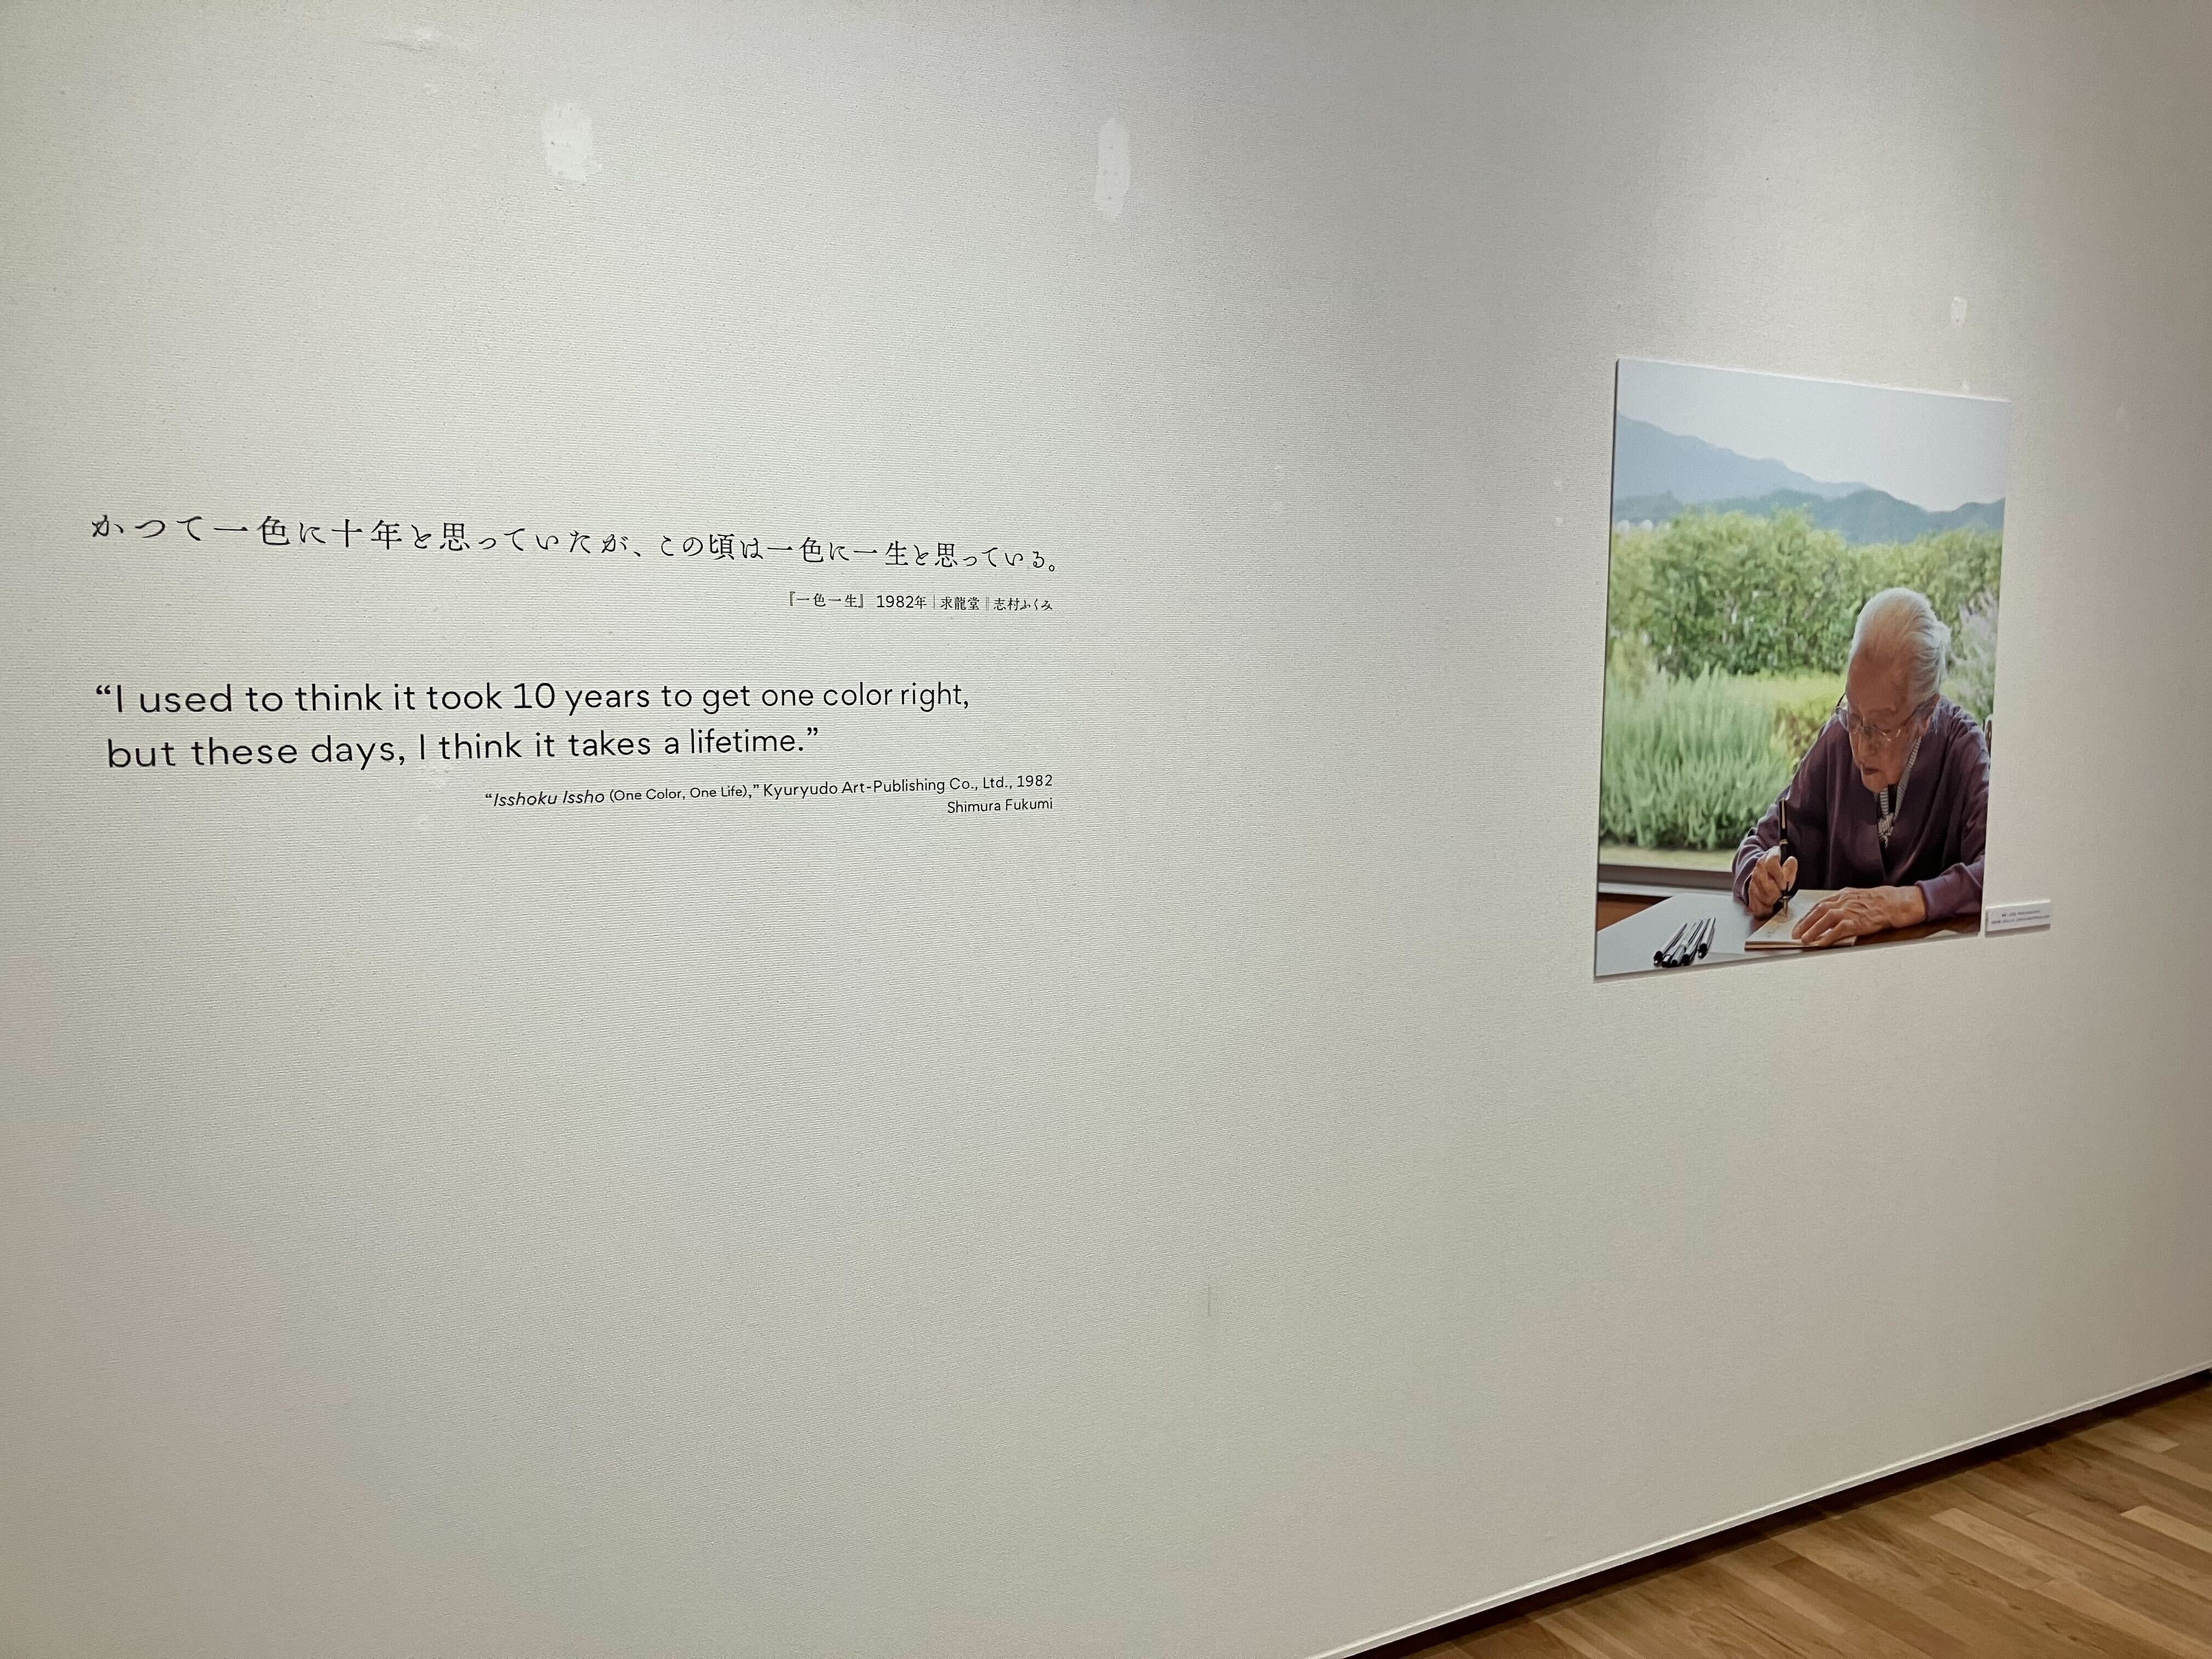 かつて一色に十年と思っていたが、この頃は一色に一生と思っている。
『一色一生』 1982年｜求龍堂‖志村ふくみ
“I used to think it took 10 years to get one color right,
but these days, I think it takes a lifetime.”
“Isshoku Issho (One Color, One Life),” Kyuryudo Art-Publishing Co., Ltd., 1982
Shimura Fukumi